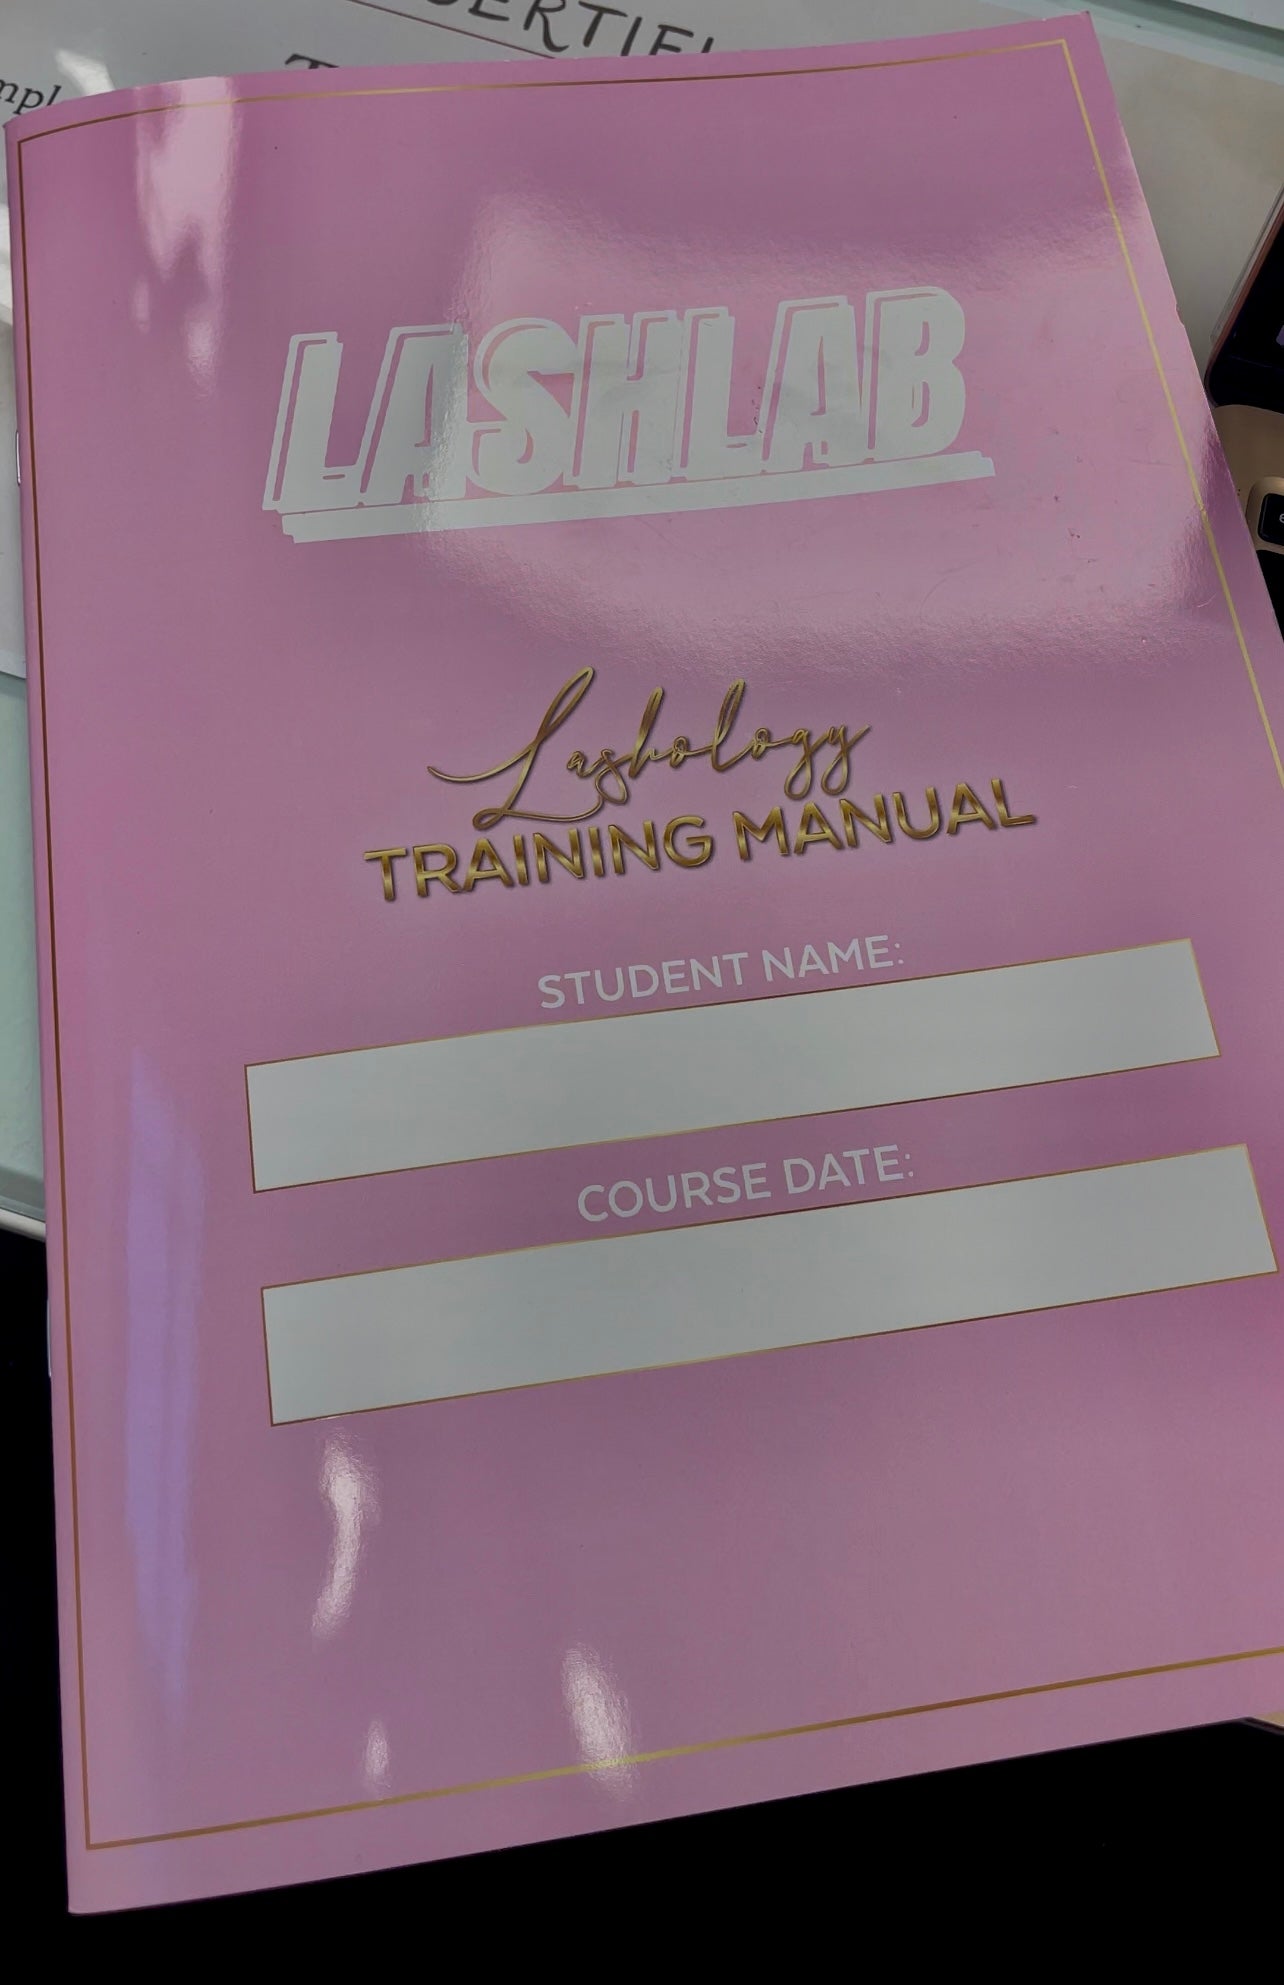 LASHLAB
Lashology
TRAINING MANUAL
STUDENT NAME:
COURSE DATE: